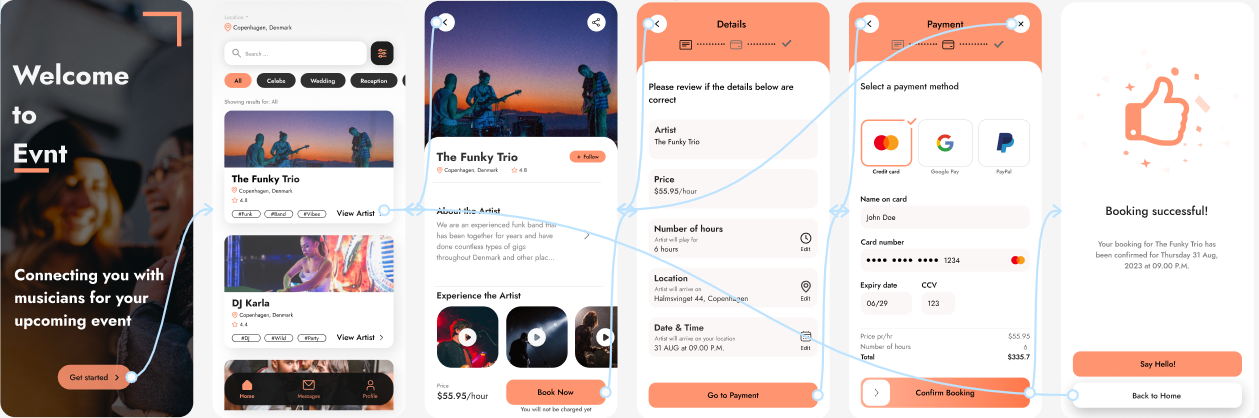 Welcome
to
Evnt
Connecting you with
musicians for your
upcoming event
Get started
Location
Copenhagen, Denmark
Search ...
All
Celebs
Wedding
Reception
Showing results for: All
The Funky Trio
Copenhagen, Denmark
4.8
#Funk
#Band
#Vibes
View Artist
DJ Karla
Copenhagen, Denmark
4.4
#DJ
#Wild
#Party
View Artist
Home
Messages
Profile
The Funky Trio
+ Follow
Copenhagen, Denmark
4.8
About the Artist
We are an experienced funk band that
has been together for years and have
done countless types of gigs
throughout Denmark and other plac...
Experience the Artist
Price
$55.95/hour
Book Now
You will not be charged yet
Details
Please review if the details below are
correct
Artist
The Funky Trio
Price
$55.95/hour
Number of hours
Artist will play for
6 hours
Edit
Location
Artist will arrive on
Halmsvinget 44, Copenhagen
Edit
Date & Time
Artist will arrive on your location
31 AUG at 09.00 P.M.
Edit
Go to Payment
Payment
Select a payment method
Credit card
Google Pay
PayPal
Name on card
John Doe
Card number
•••• •••• •••• 1234
Expiry date
CCV
06/29
123
Price pr/hr
$55.95
Number of hours
6
Total
$335.7
Confirm Booking
Booking successful!
Your booking for The Funky Trio has
been confirmed for Thursday 31 Aug,
2023 at 09.00 P.M.
Say Hello!
Back to Home